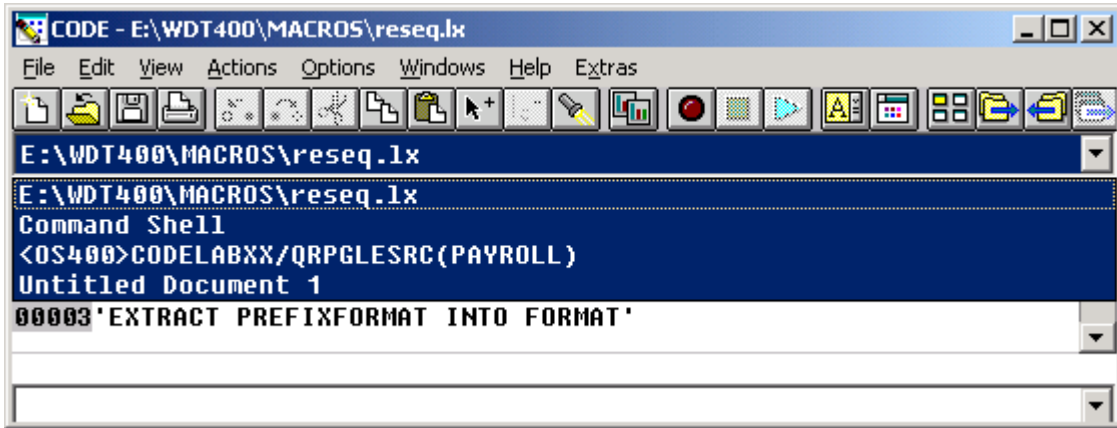 CODE - E:\WDT400\MACROS\reseq.lx
File Edit View Actions Options Windows Help Extras
E:\WDT400\MACROS\reseq.lx
E:\WDT400\MACROS\reseq.lx
Command Shell
<OS400>CODELABXX/QRPGLESRC(PAYROLL)
Untitled Document 1
00003'EXTRACT PREFIXFORMAT INTO FORMAT'